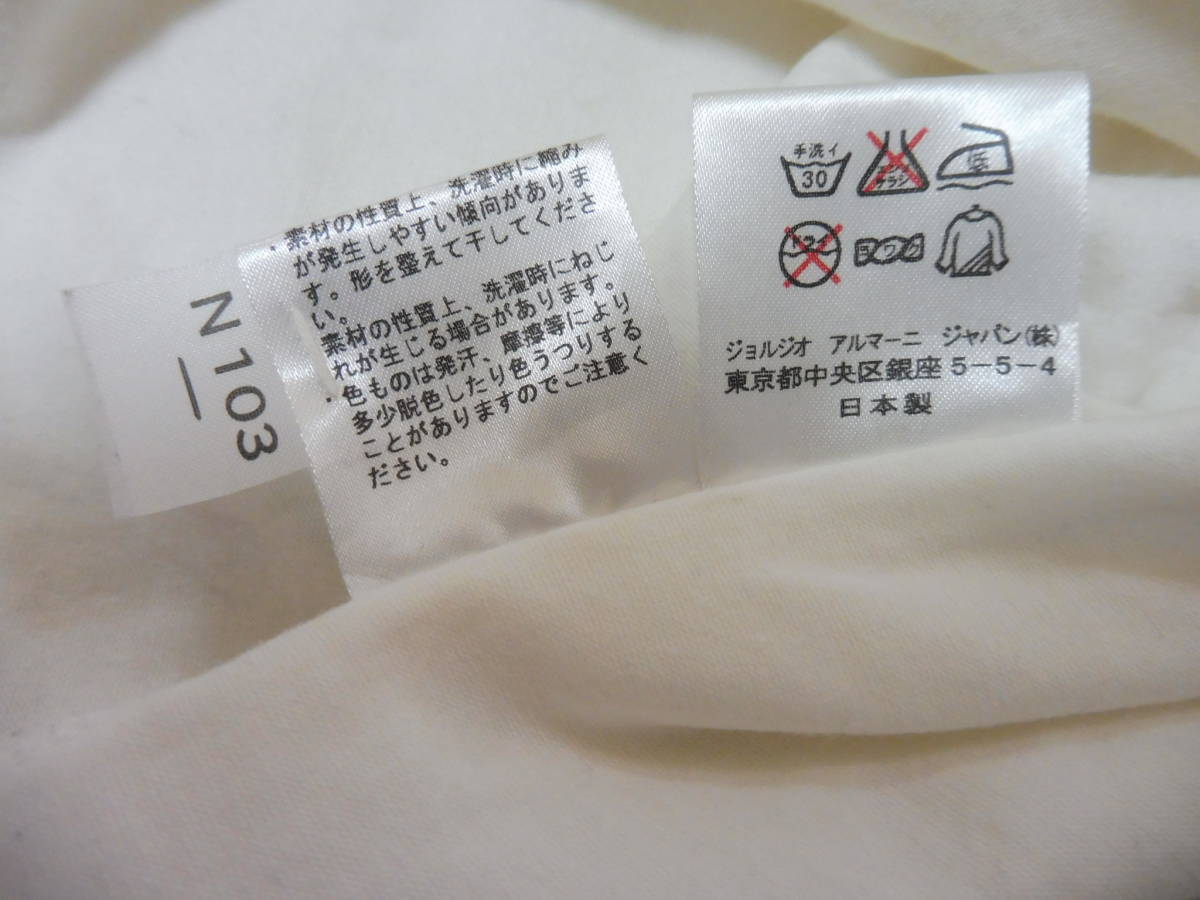 N103
・素材の性質上、洗濯時に縮み
が発生しやすい傾向がありま
す。形を整えて干してくださ
い。
素材の性質上、洗濯時にねじ
れが生じる場合があります。
・色ものは発汗、摩擦等により
多少脱色したり色うつりする
ことがありますのでご注意く
ださい。
手洗イ
30
低
ドライ
ヨワク
ジョルジオ アルマーニ ジャパン(株)
東京都中央区銀座5-5-4
日本製